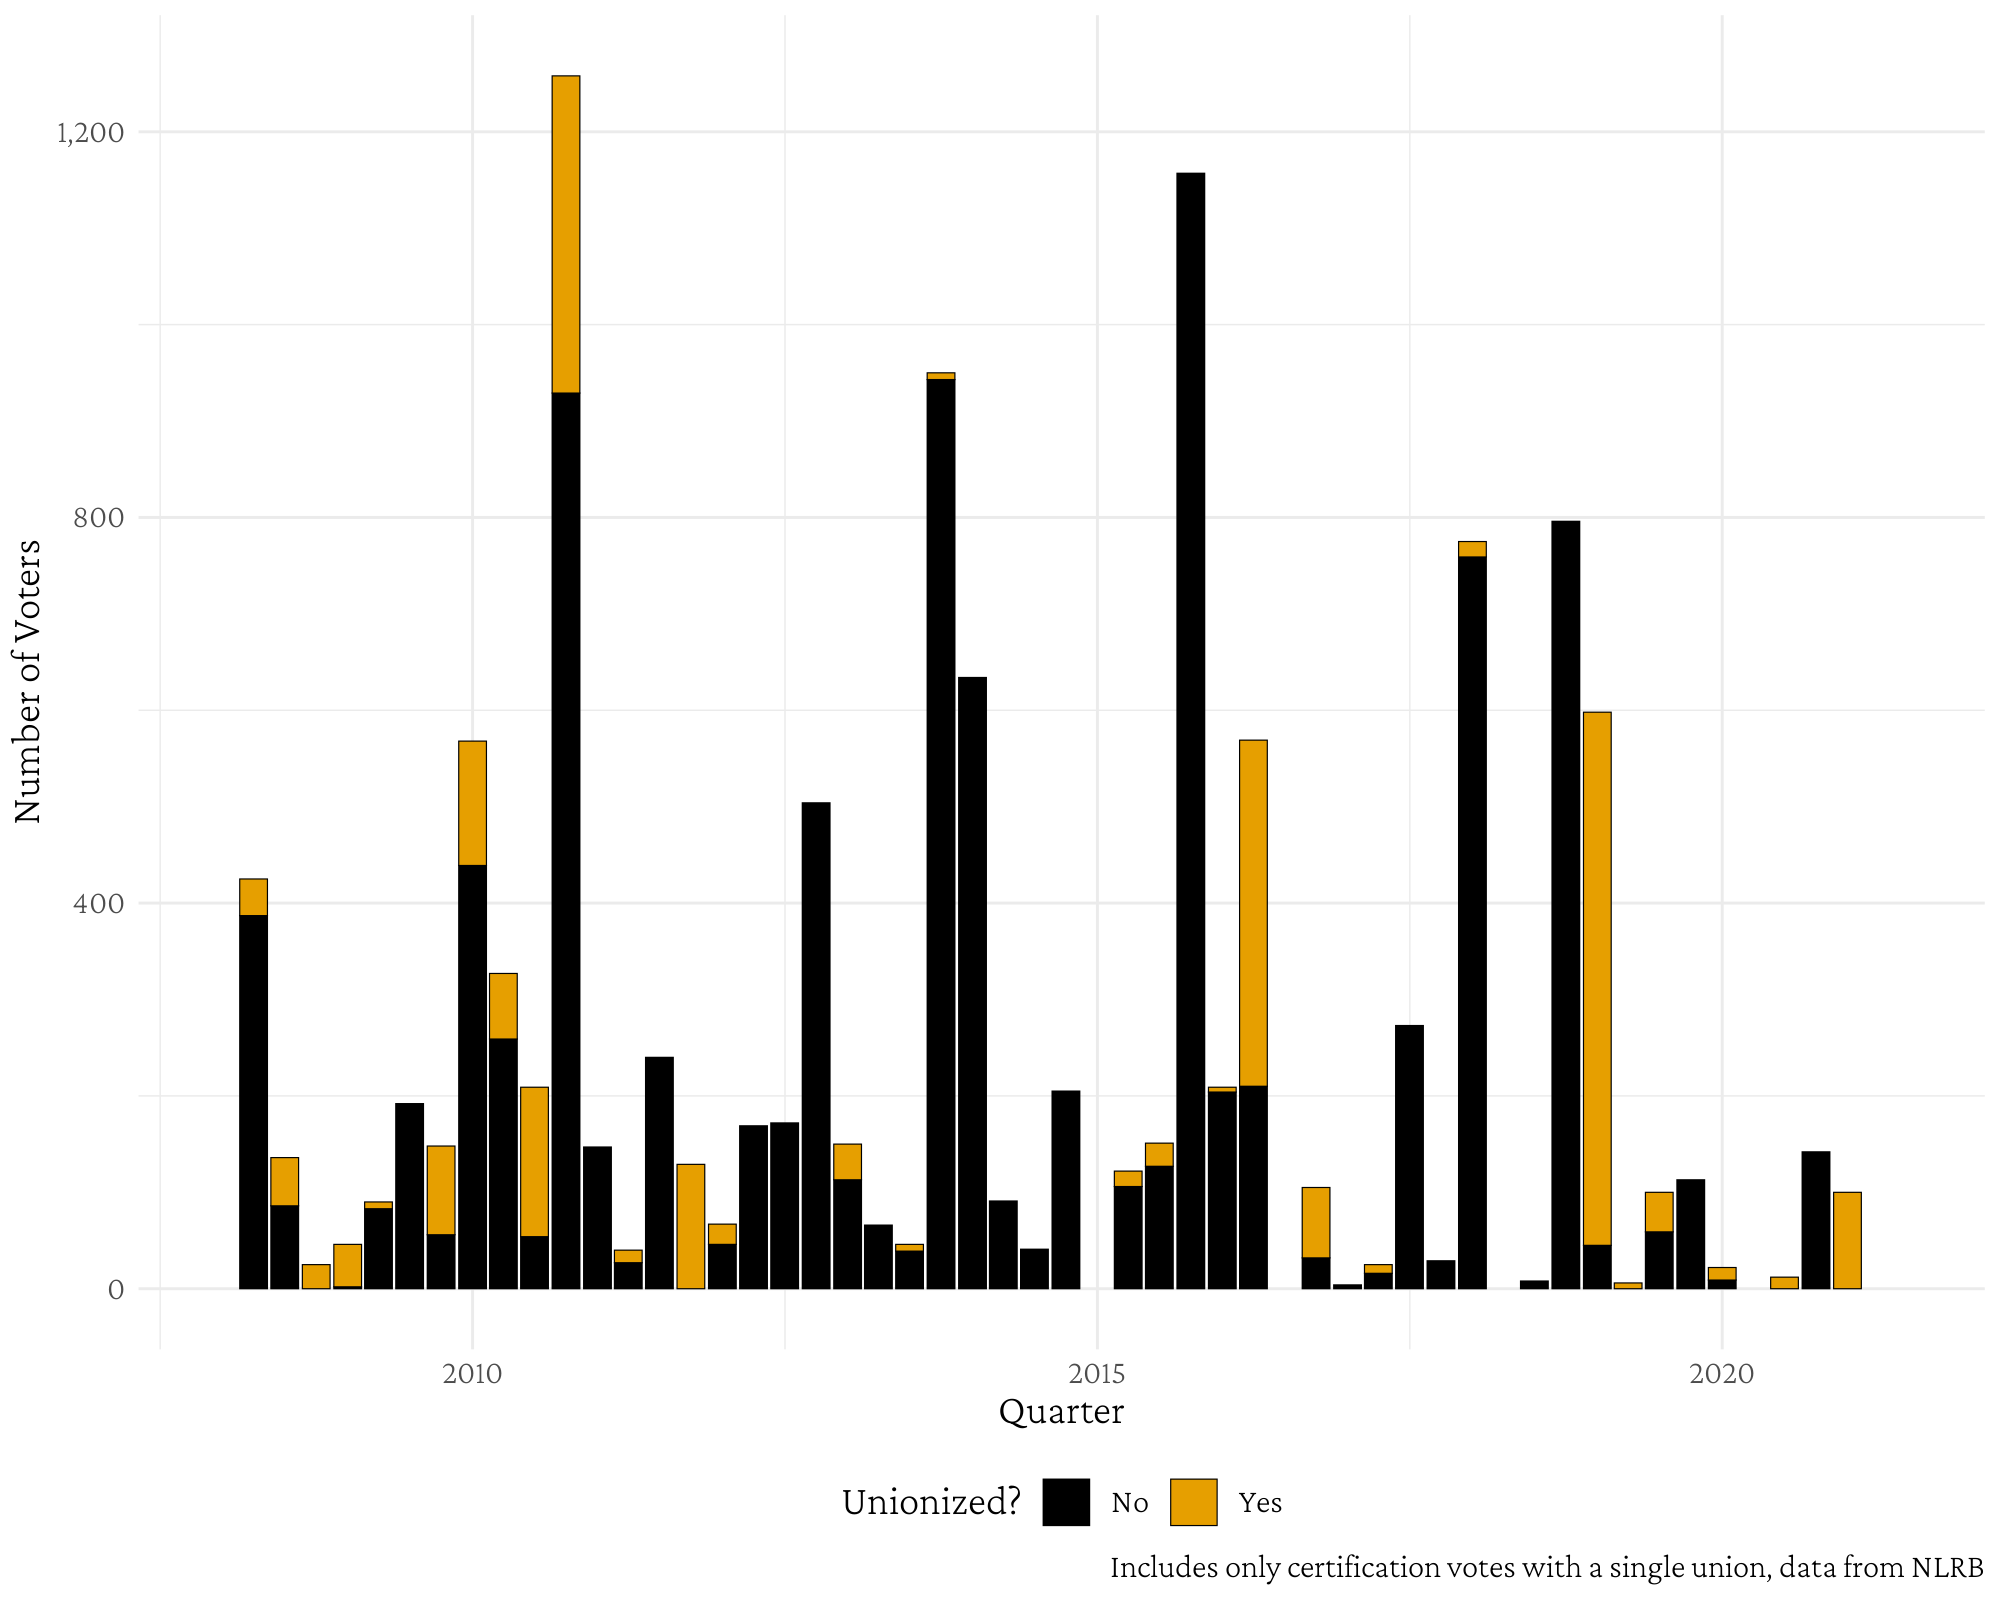 Number of Voters
1,200
800
400
0
2010 2015 2020
Quarter
Unionized? No Yes
Includes only certification votes with a single union, data from NLRB